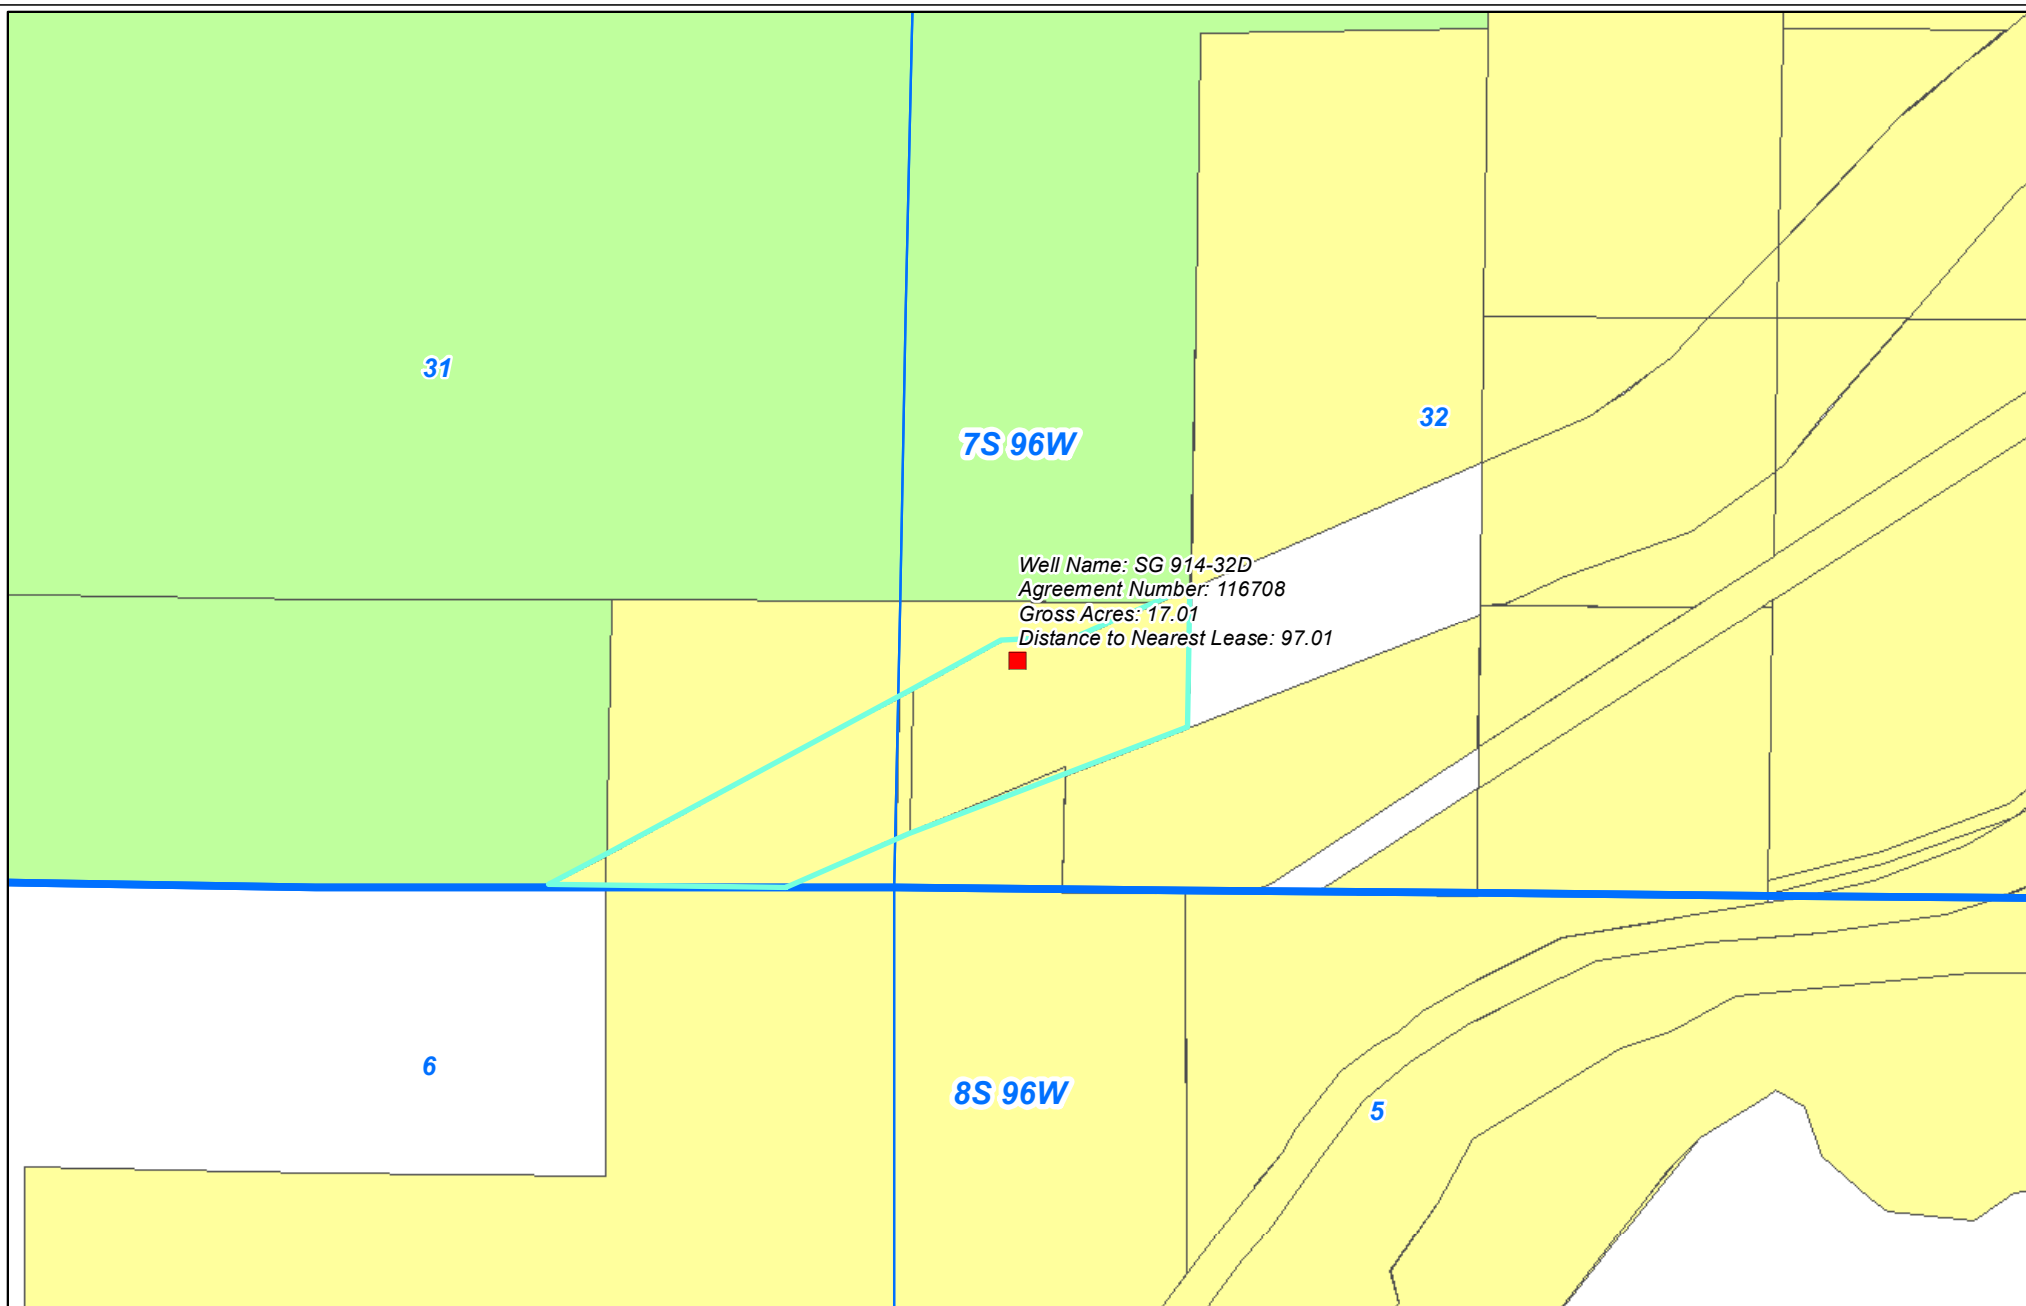 31
32
7S 96W
Well Name: SG 914-32D
Agreement Number: 116708
Gross Acres: 17.01
Distance to Nearest Lease: 97.01
6
8S 96W
5